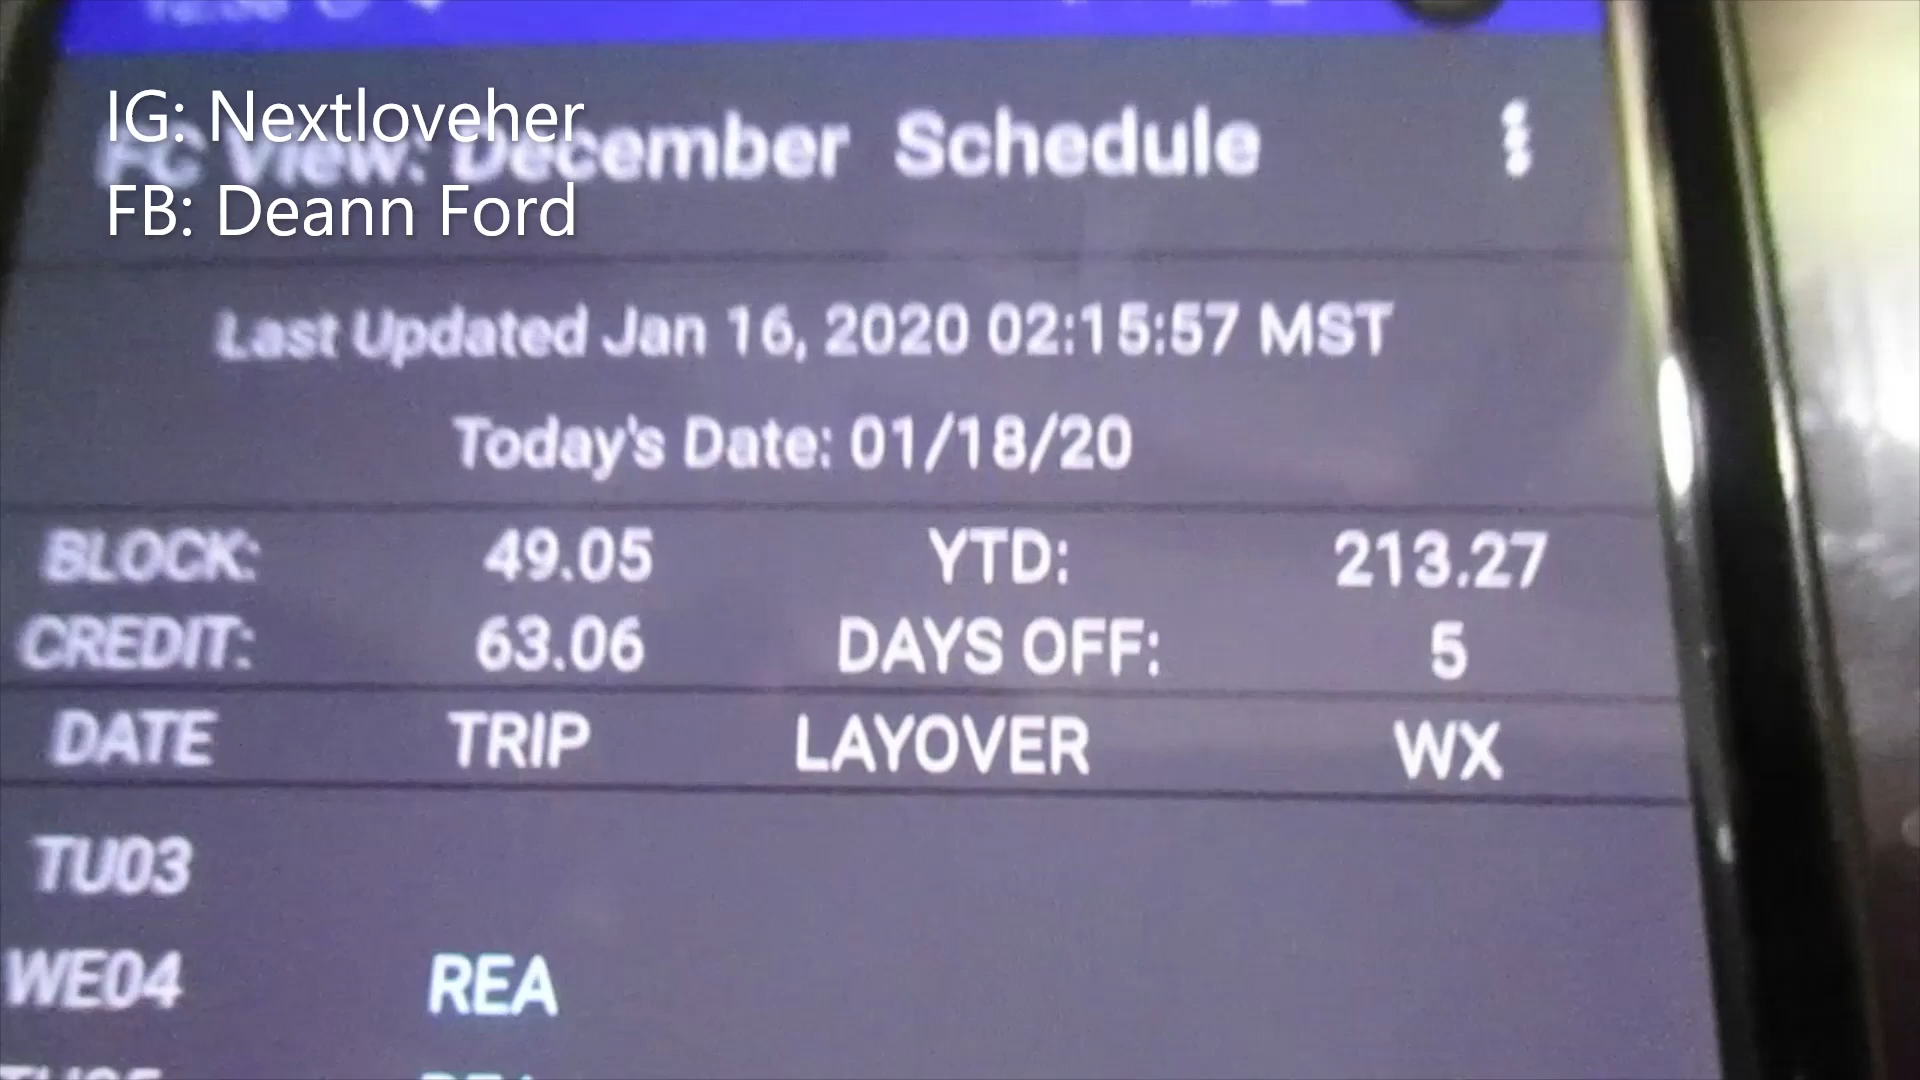 IG: Nextloveher
FC View: December Schedule
FB: Deann Ford
Last Updated Jan 16, 2020 02:15:57 MST
Today's Date: 01/18/20
BLOCK: 49.05 YTD: 213.27
CREDIT: 63.06 DAYS OFF: 5
DATE TRIP LAYOVER WX
TU03
WE04 REA